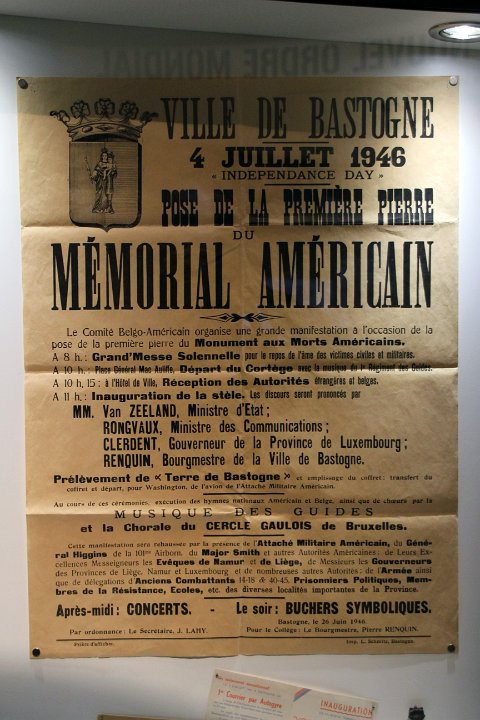 NOUVEL ORDRE MONDIAL
VILLE DE BASTOGNE
4 JUILLET 1946
« INDEPENDANCE DAY »
POSE DE LA PREMIÈRE PIERRE
DU
MÉMORIAL AMÉRICAIN
Le Comité Belgo-Américain organise une grande manifestation à l'occasion de la
pose de la première pierre du Monument aux Morts Américains.
A 8 h.: Grand'Messe Solennelle pour le repos de l'âme des victimes civiles et militaires.
A 10 h.: Place Général Mac Auliffe, Départ du Cortège avec la musique du 1r Régiment des Guides.
A 10 h, 15 : à l'Hôtel de Ville, Réception des Autorités étrangères et belges.
A 11 h : Inauguration de la stèle. Les discours seront prononcés par
MM. Van ZEELAND, Ministre d'Etat ;
RONGVAUX, Ministre des Communications ;
CLERDENT, Gouverneur de la Province de Luxembourg ;
RENQUIN, Bourgmestre de la Ville de Bastogne.
Prélèvement de « Terre de Bastogne » et emplissage du coffret : transfert du
coffret et départ, pour Washington, de l'avion de l'Attaché Militaire Américain.
Au cours de ces cérémonies, exécution des hymnes nationaux Américain et Belge, ainsi que de chœurs par la
MUSIQUE DES GUIDES
et la Chorale du CERCLE GAULOIS de Bruxelles.
Cette manifestation sera rehaussée par la présence de l'Attaché Militaire Américain, du Géné-
ral Higgins de la 101me Airborn, du Major Smith et autres Autorités Américaines : de Leurs Ex-
cellences Messeigneurs les Evêques de Namur et de Liège, de Messieurs les Gouverneurs
des Provinces de Liège, Namur et Luxembourg et de nombreuses autres Autorités : de l'Armée ainsi
que de délégations d'Anciens Combattants 14-18 & 40-45, Prisonniers Politiques, Mem-
bres de la Résistance, Ecoles, etc. des diverses localités importantes de la Province.
Après-midi : CONCERTS. - Le soir : BUCHERS SYMBOLIQUES.
Bastogne, le 26 Juin 1946.
Par ordonnance : Le Secrétaire, J. LAHY.
Pour le Collège : Le Bourgmestre, Pierre RENQUIN.
Prière d'afficher.
Imp. L. Schmitz, Bastogne.
1er Courrier par Autogyre
INAUGURATION